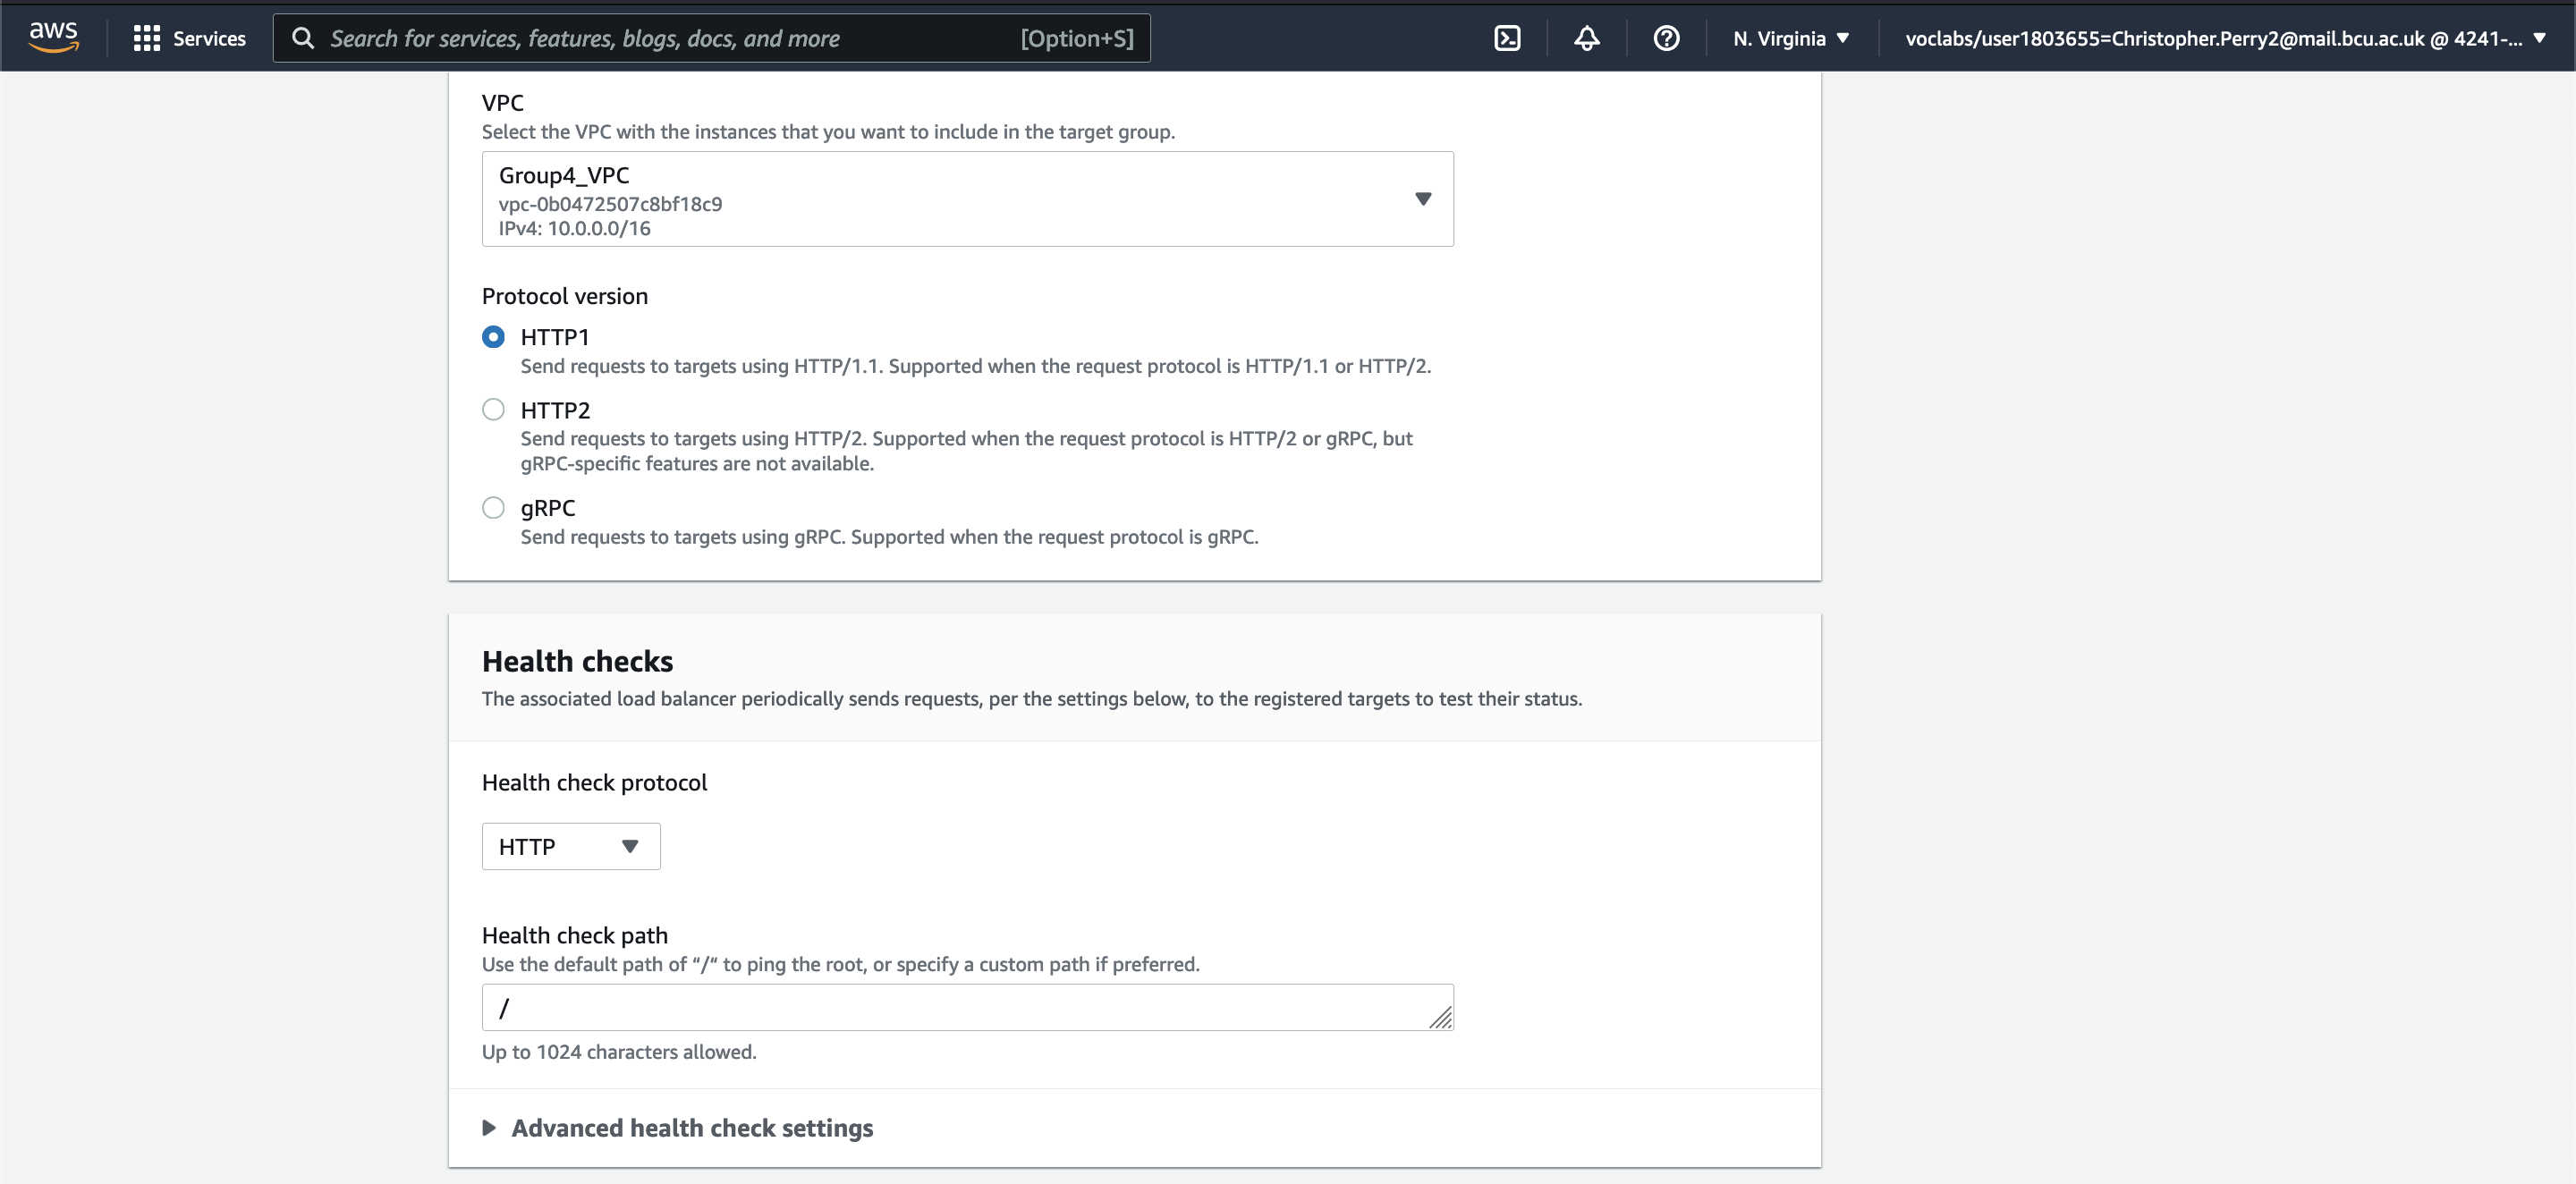 aws
Services
Search for services, features, blogs, docs, and more
[Option+S]
N. Virginia
voclabs/user1803655=Christopher.Perry2@mail.bcu.ac.uk @ 4241-...
VPC
Select the VPC with the instances that you want to include in the target group.
Group4_VPC
vpc-0b0472507c8bf18c9
IPv4: 10.0.0.0/16
Protocol version
HTTP1
Send requests to targets using HTTP/1.1. Supported when the request protocol is HTTP/1.1 or HTTP/2.
HTTP2
Send requests to targets using HTTP/2. Supported when the request protocol is HTTP/2 or gRPC, but
gRPC-specific features are not available.
gRPC
Send requests to targets using gRPC. Supported when the request protocol is gRPC.
Health checks
The associated load balancer periodically sends requests, per the settings below, to the registered targets to test their status.
Health check protocol
HTTP
Health check path
Use the default path of “/“ to ping the root, or specify a custom path if preferred.
/
Up to 1024 characters allowed.
Advanced health check settings